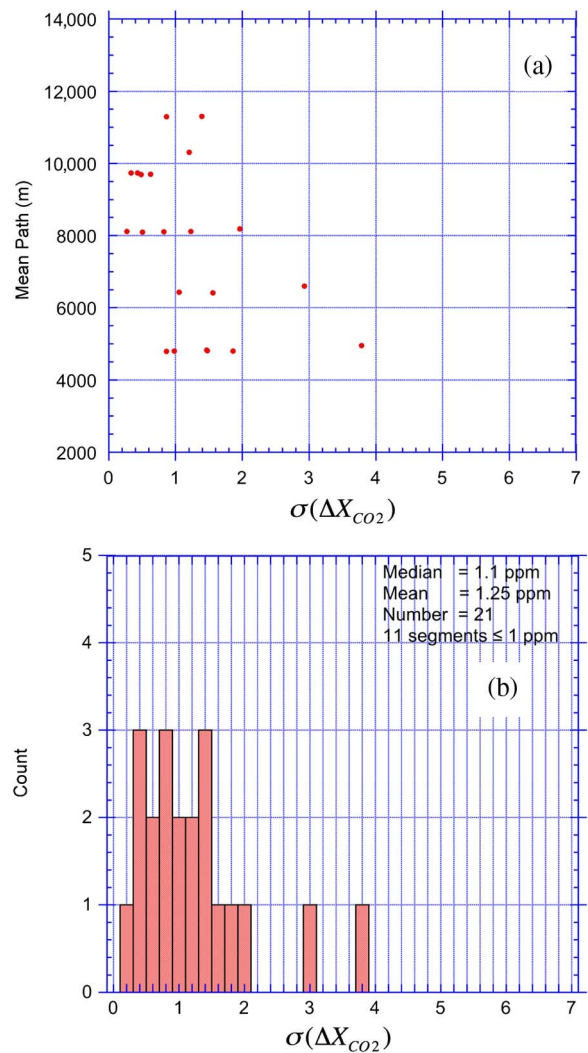 14,000
12,000
10,000
8000
6000
4000
2000
Mean Path (m)
(a)
0 1 2 3 4 5 6 7
σ(ΔX_CO2)
5
4
3
2
1
0
Count
Median = 1.1 ppm
Mean = 1.25 ppm
Number = 21
11 segments ≤ 1 ppm
(b)
0 1 2 3 4 5 6 7
σ(ΔX_CO2)